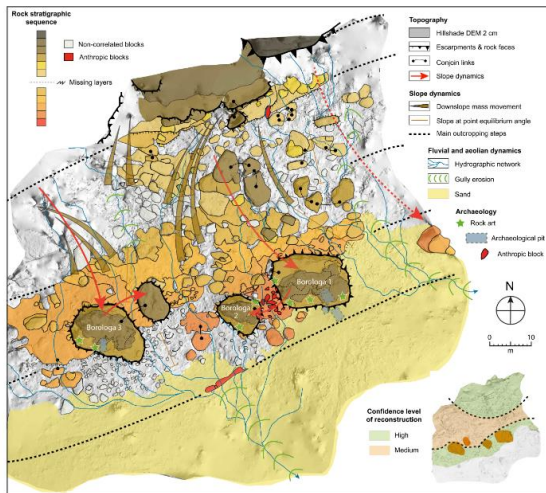 Rock stratigraphic
sequence
Non-correlated blocks
Anthropic blocks
Missing layers
Topography
Hillshade DEM 2 cm
Escarpments & rock faces
Conjoin links
Slope dynamics
Slope dynamics
Downslope mass movement
Slope at point equilibrium angle
Main outcropping steps
Fluvial and aeolian dynamics
Hydrographic network
Gully erosion
Sand
Archaeology
Rock art
Archaeological pit
Anthropic block
Borologa 1
Borologa
2
Borologa 3
N
0 10
m
Confidence level
of reconstruction
High
Medium